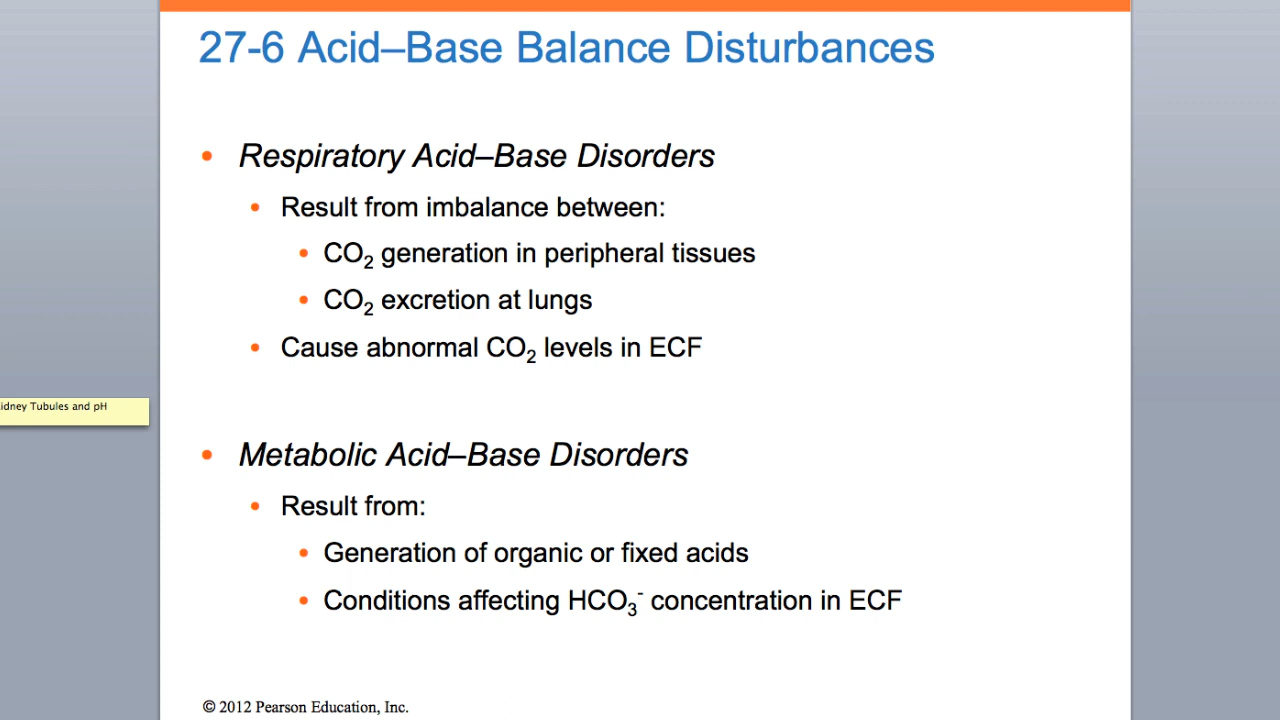 27-6 Acid–Base Balance Disturbances
• Respiratory Acid–Base Disorders
• Result from imbalance between:
• CO₂ generation in peripheral tissues
• CO₂ excretion at lungs
• Cause abnormal CO₂ levels in ECF
idney Tubules and pH
• Metabolic Acid–Base Disorders
• Result from:
• Generation of organic or fixed acids
• Conditions affecting HCO₃⁻ concentration in ECF
© 2012 Pearson Education, Inc.